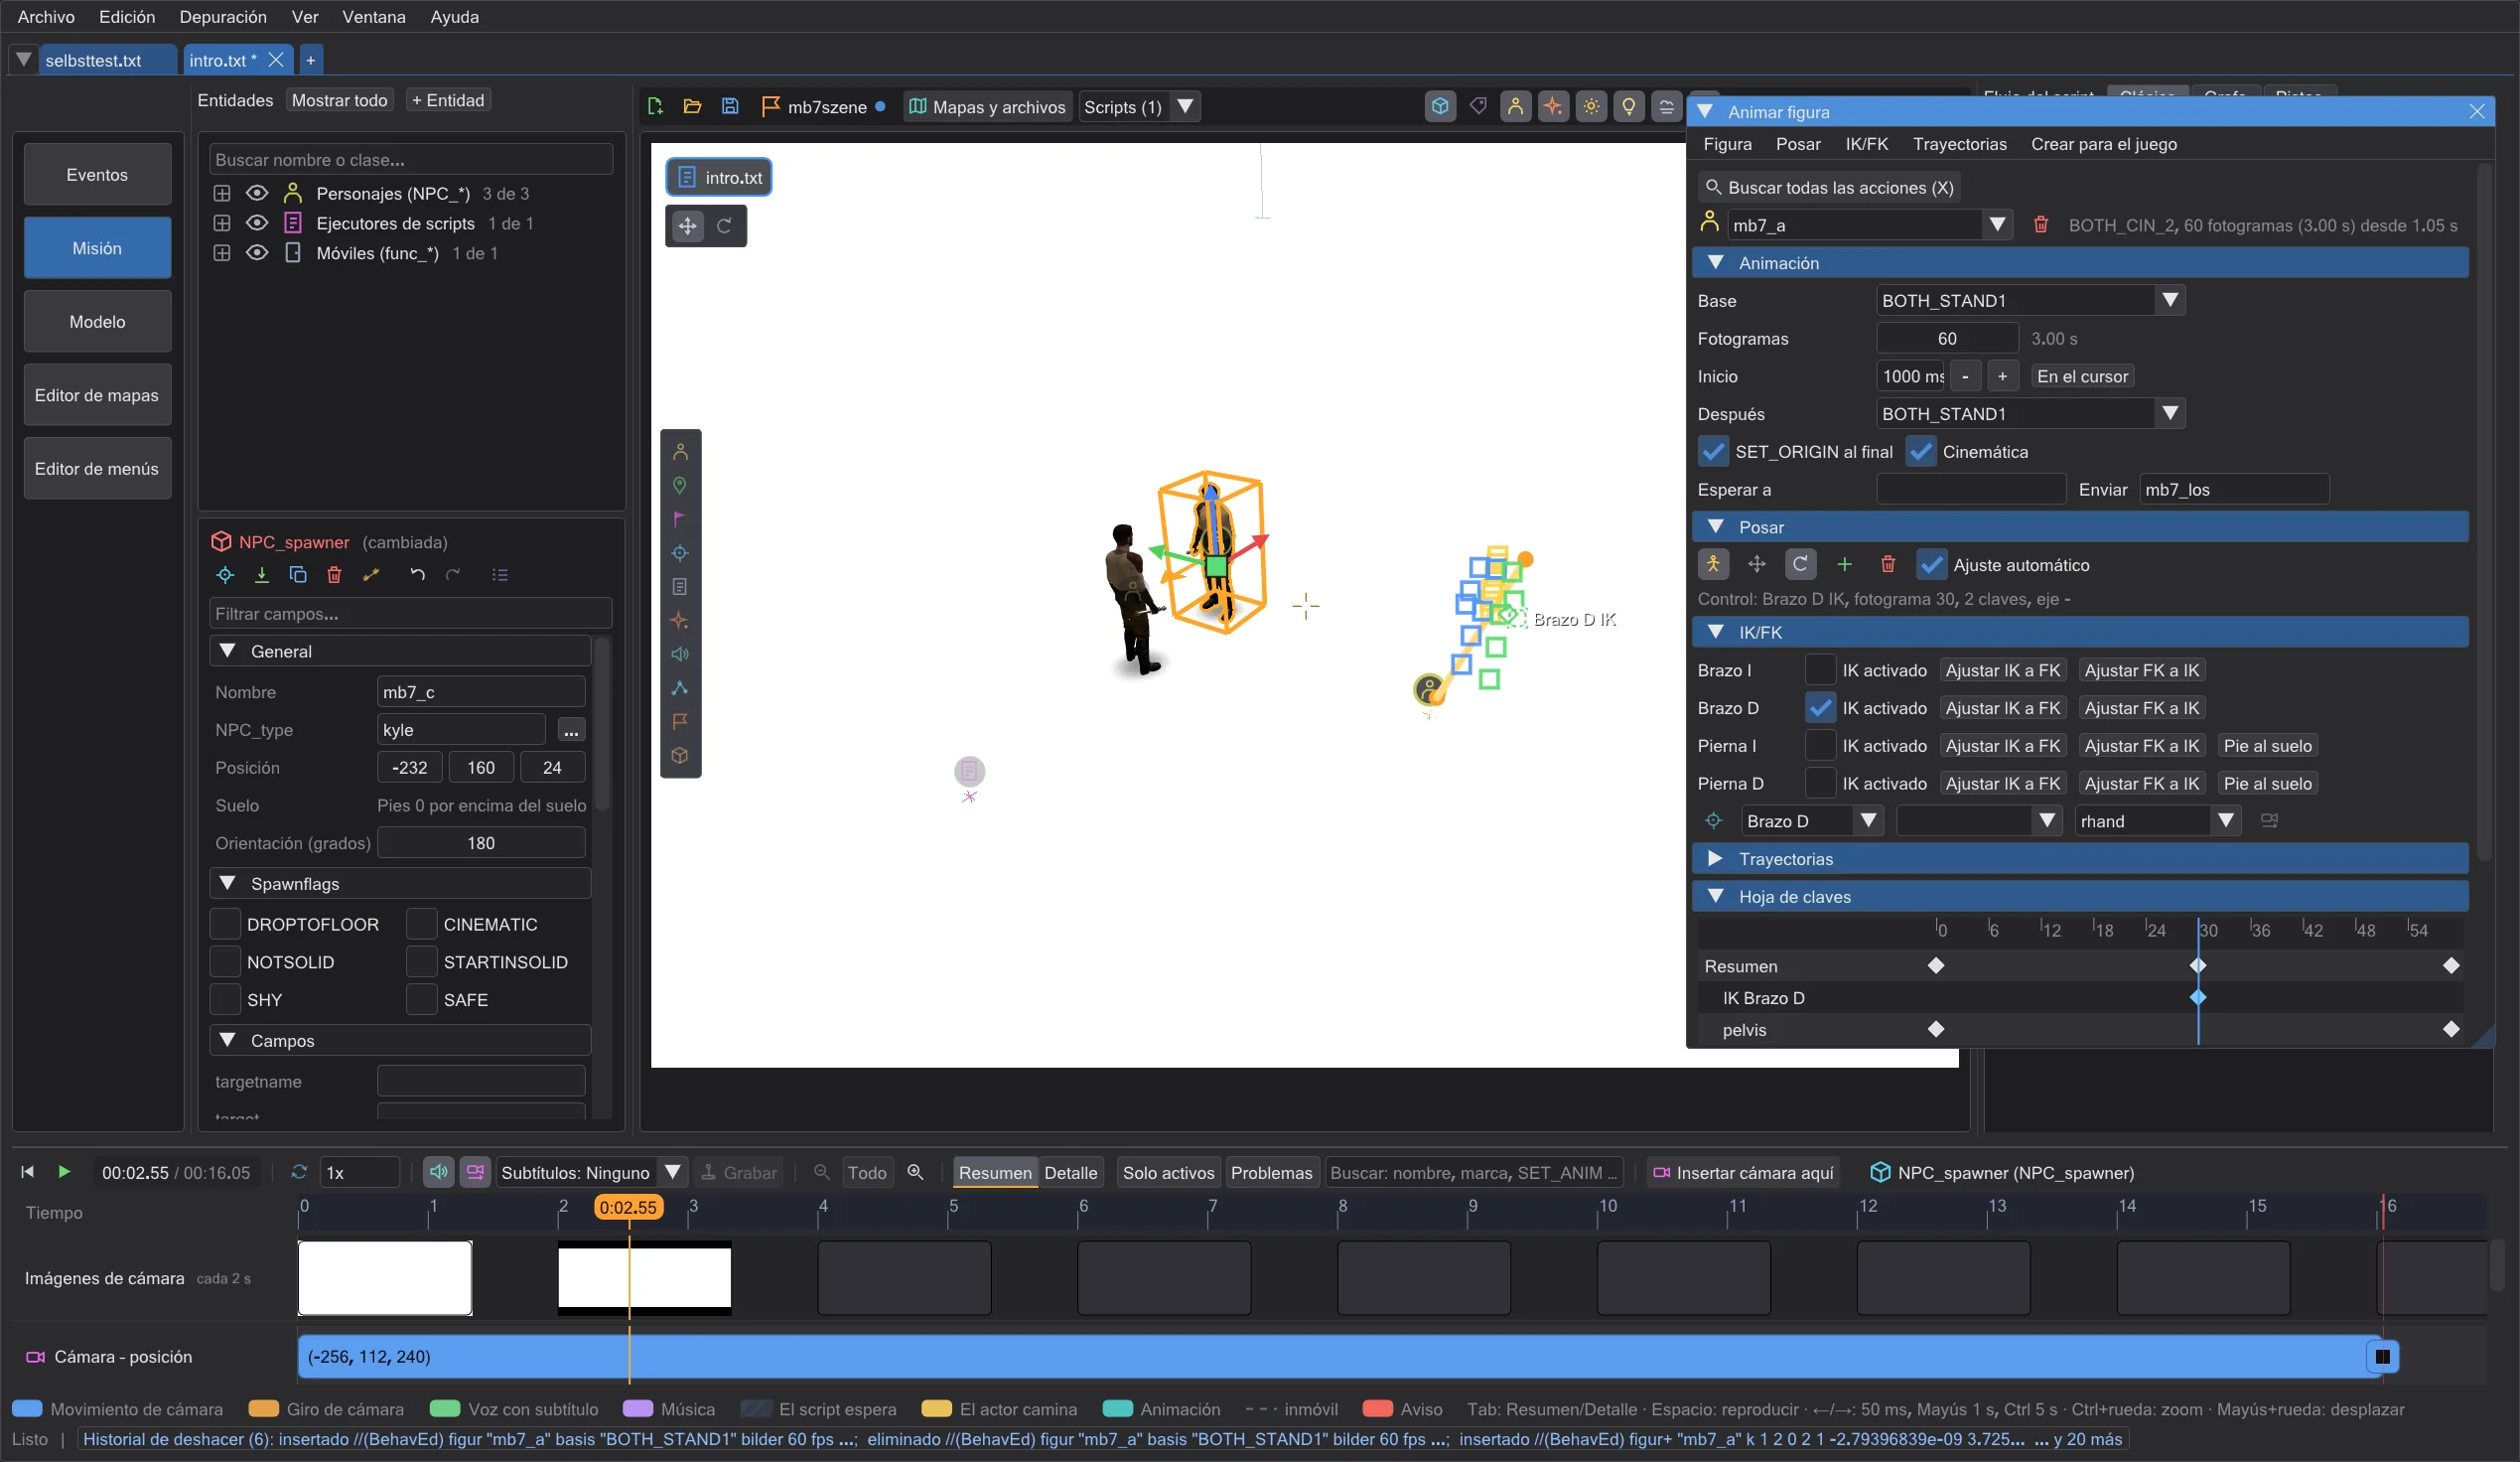 Archivo Edición Depuración Ver Ventana Ayuda
selbsttest.txt intro.txt * +
Entidades Mostrar todo + Entidad
mb7szene Mapas y archivos Scripts (1)
Eventos
Misión
Modelo
Editor de mapas
Editor de menús
Buscar nombre o clase...
Personajes (NPC_*) 3 de 3
Ejecutores de scripts 1 de 1
Móviles (func_*) 1 de 1
NPC_spawner (cambiada)
Filtrar campos...
General
Nombre mb7_c
NPC_type kyle ...
Posición -232 160 24
Suelo Pies 0 por encima del suelo
Orientación (grados) 180
Spawnflags
DROPTOFLOOR CINEMATIC
NOTSOLID STARTINSOLID
SHY SAFE
Campos
targetname
intro.txt
Brazo D IK
Animar figura
Figura Posar IK/FK Trayectorias Crear para el juego
Buscar todas las acciones (X)
mb7_a BOTH_CIN_2, 60 fotogramas (3.00 s) desde 1.05 s
Animación
Base BOTH_STAND1
Fotogramas 60 3.00 s
Inicio 1000 ms - + En el cursor
Después BOTH_STAND1
SET_ORIGIN al final Cinemática
Esperar a Enviar mb7_los
Posar
Ajuste automático
Control: Brazo D IK, fotograma 30, 2 claves, eje -
IK/FK
Brazo I IK activado Ajustar IK a FK Ajustar FK a IK
Brazo D IK activado Ajustar IK a FK Ajustar FK a IK
Pierna I IK activado Ajustar IK a FK Ajustar FK a IK Pie al suelo
Pierna D IK activado Ajustar IK a FK Ajustar FK a IK Pie al suelo
Brazo D rhand
Trayectorias
Hoja de claves
0 6 12 18 24 30 36 42 48 54
Resumen
IK Brazo D
pelvis
00:02.55 / 00:16.05 1x Subtítulos: Ninguno Grabar Todo Resumen Detalle Solo activos Problemas Buscar: nombre, marca, SET_ANIM ... Insertar cámara aquí NPC_spawner (NPC_spawner)
Tiempo 0 1 2 0:02.55 3 4 5 6 7 8 9 10 11 12 13 14 15 16
Imágenes de cámara cada 2 s
Cámara - posición (-256, 112, 240)
Movimiento de cámara Giro de cámara Voz con subtítulo Música El script espera El actor camina Animación inmóvil Aviso Tab: Resumen/Detalle · Espacio: reproducir · ←/→: 50 ms, Mayús 1 s, Ctrl 5 s · Ctrl+rueda: zoom · Mayús+rueda: desplazar
Listo | Historial de deshacer (6): insertado //(BehavEd) figur "mb7_a" basis "BOTH_STAND1" bilder 60 fps ...; eliminado //(BehavEd) figur "mb7_a" basis "BOTH_STAND1" bilder 60 fps ...; insertado //(BehavEd) figur+ "mb7_a" k 1 2 0 2 1 -2.79396839e-09 3.725... ... y 20 más